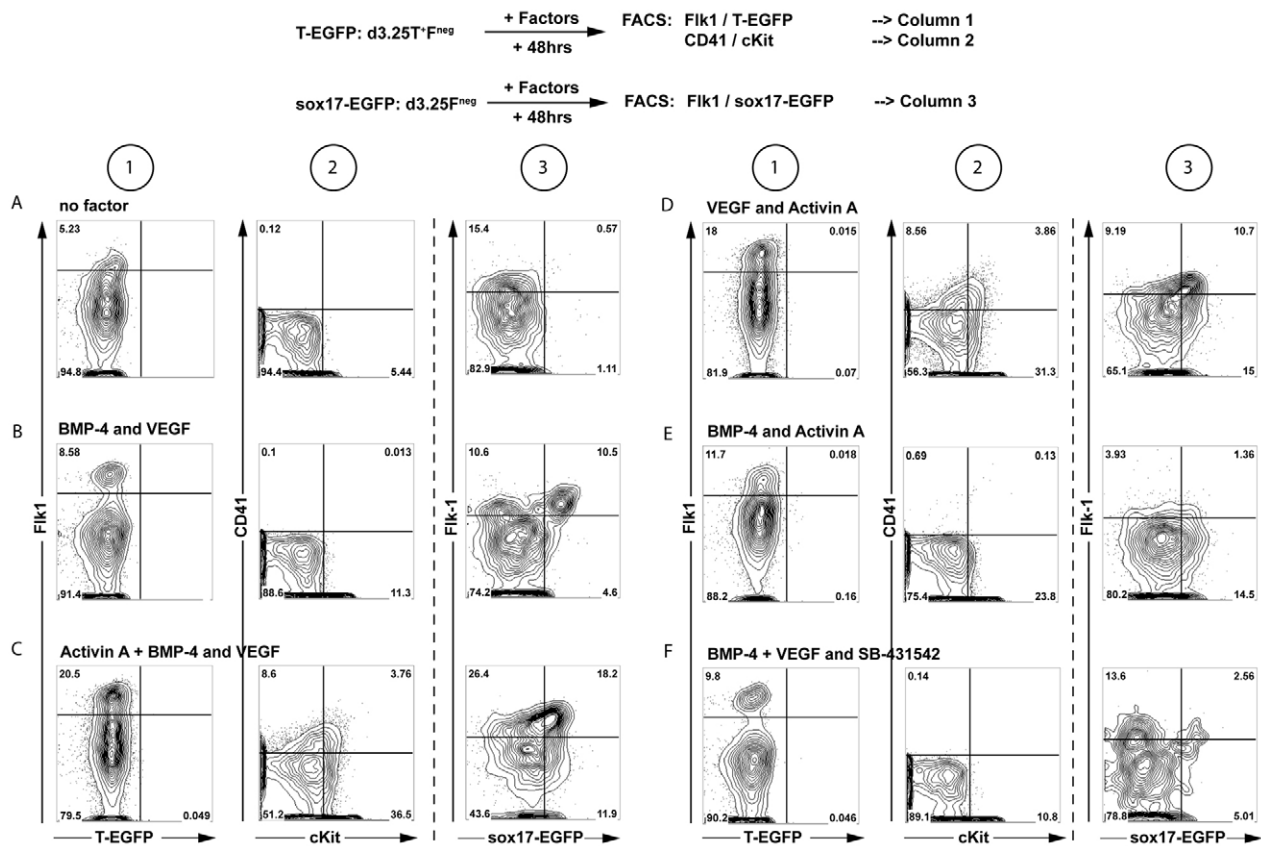 T-EGFP: d3.25T⁺Fⁿᵉᵍ + Factors + 48hrs FACS: Flk1 / T-EGFP --> Column 1
CD41 / cKit --> Column 2
sox17-EGFP: d3.25Fⁿᵉᵍ + Factors + 48hrs FACS: Flk1 / sox17-EGFP --> Column 3
1 2 3 1 2 3
A no factor
5.23 94.8
0.12 94.4 5.44
15.4 0.57 82.9 1.11
B BMP-4 and VEGF
8.58 91.4
0.1 0.013 88.6 11.3
10.6 10.5 74.2 4.6
C Activin A + BMP-4 and VEGF
20.5 79.5 0.049
8.6 3.76 51.2 36.5
26.4 18.2 43.6 11.9
Flk1 CD41 Flk-1
T-EGFP cKit sox17-EGFP
D VEGF and Activin A
18 0.015 81.9 0.07
8.56 3.86 56.3 31.3
9.19 10.7 65.1 15
E BMP-4 and Activin A
11.7 0.018 88.2 0.16
0.69 0.13 75.4 23.8
3.93 1.36 80.2 14.5
F BMP-4 + VEGF and SB-431542
9.8 90.2 0.046
0.14 89.1 10.8
13.6 2.56 78.8 5.01
Flk1 CD41 Flk-1
T-EGFP cKit sox17-EGFP